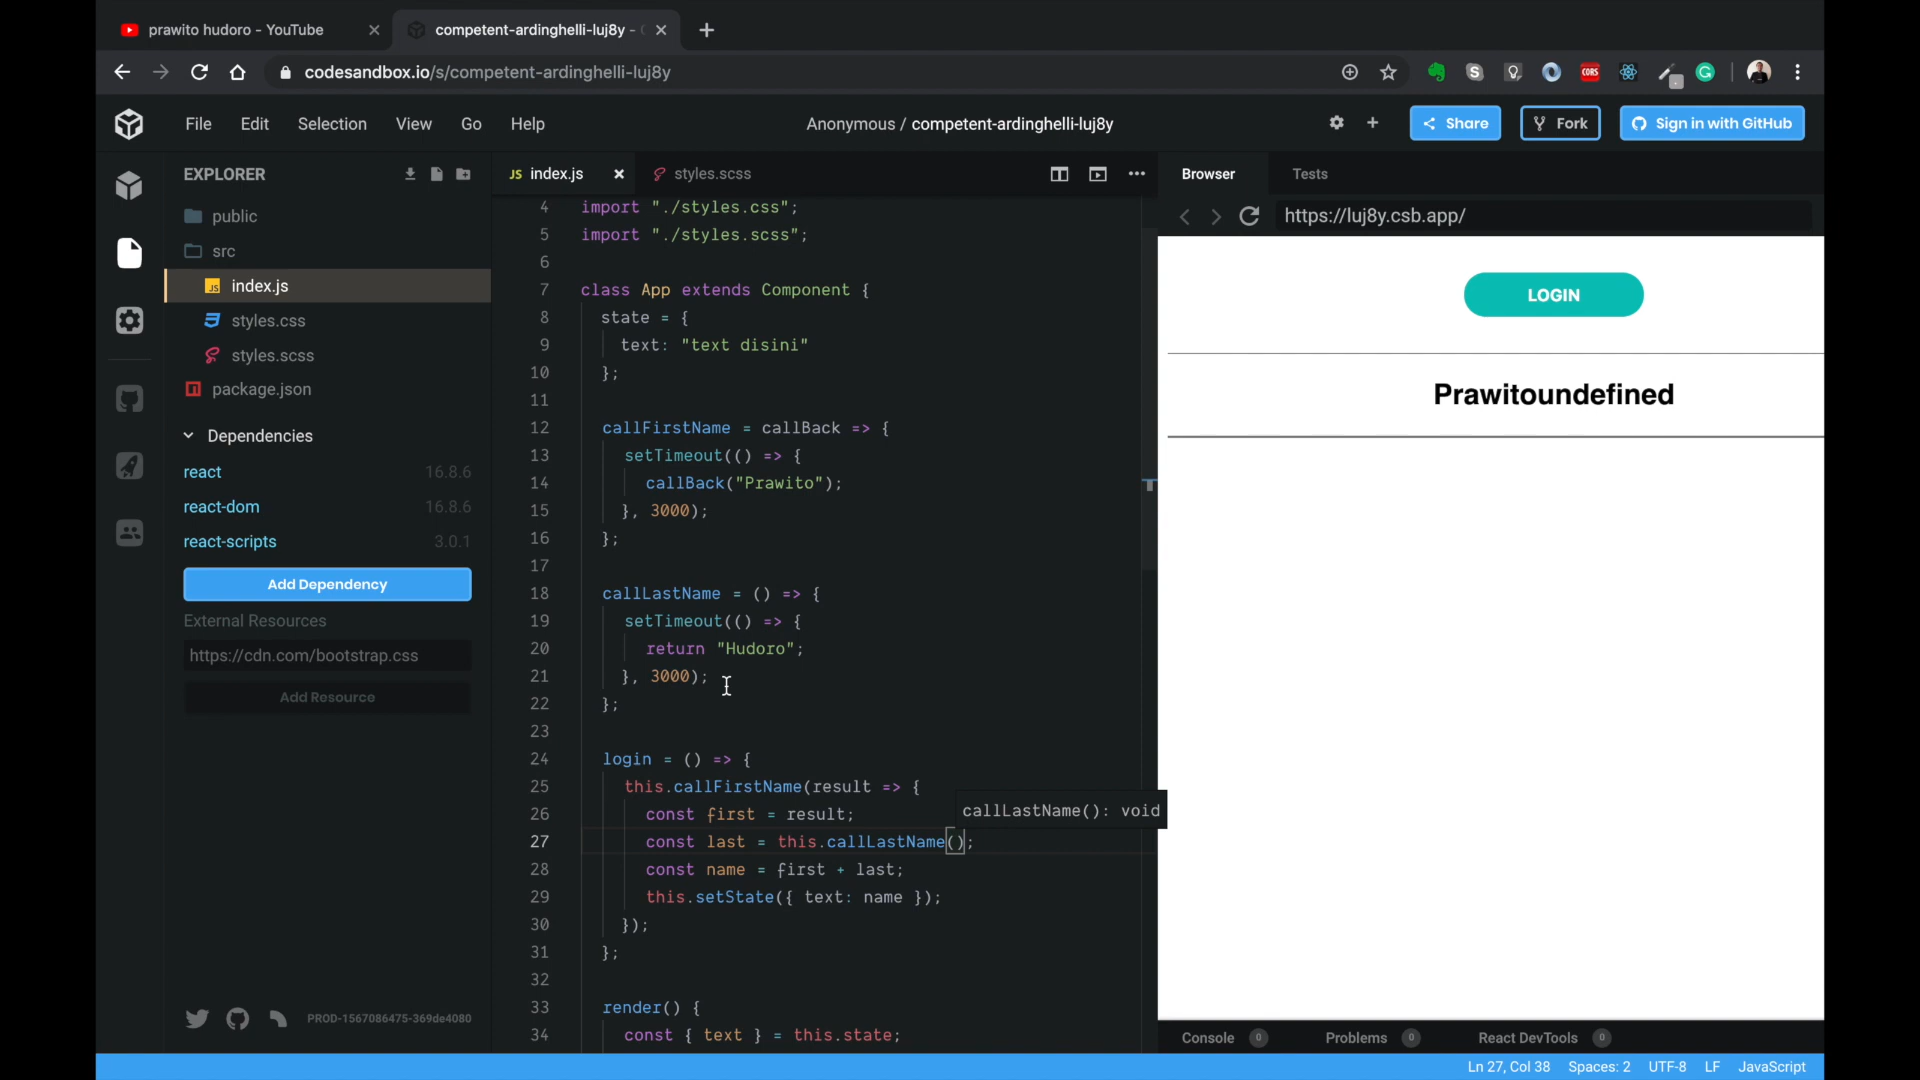 prawito hudoro - YouTube
competent-ardinghelli-luj8y -
codesandbox.io/s/competent-ardinghelli-luj8y
CORS
File Edit Selection View Go Help
Anonymous / competent-ardinghelli-luj8y
Share
Fork
Sign in with GitHub
EXPLORER
public
src
JS index.js
styles.css
styles.scss
package.json
Dependencies
react 16.8.6
react-dom 16.8.6
react-scripts 3.0.1
Add Dependency
External Resources
https://cdn.com/bootstrap.css
Add Resource
PROD-1567086475-369de4080
JS index.js
styles.scss
4 import "./styles.css";
5 import "./styles.scss";
6
7 class App extends Component {
8 state = {
9 text: "text disini"
10 };
11
12 callFirstName = callBack => {
13 setTimeout(() => {
14 callBack("Prawito");
15 }, 3000);
16 };
17
18 callLastName = () => {
19 setTimeout(() => {
20 return "Hudoro";
21 }, 3000);
22 };
23
24 login = () => {
25 this.callFirstName(result => {
26 const first = result;
callLastName(): void
27 const last = this.callLastName();
28 const name = first + last;
29 this.setState({ text: name });
30 });
31 };
32
33 render() {
34 const { text } = this.state;
Browser Tests
https://luj8y.csb.app/
LOGIN
Prawitoundefined
Console 0 Problems 0 React DevTools 0
Ln 27, Col 38 Spaces: 2 UTF-8 LF JavaScript